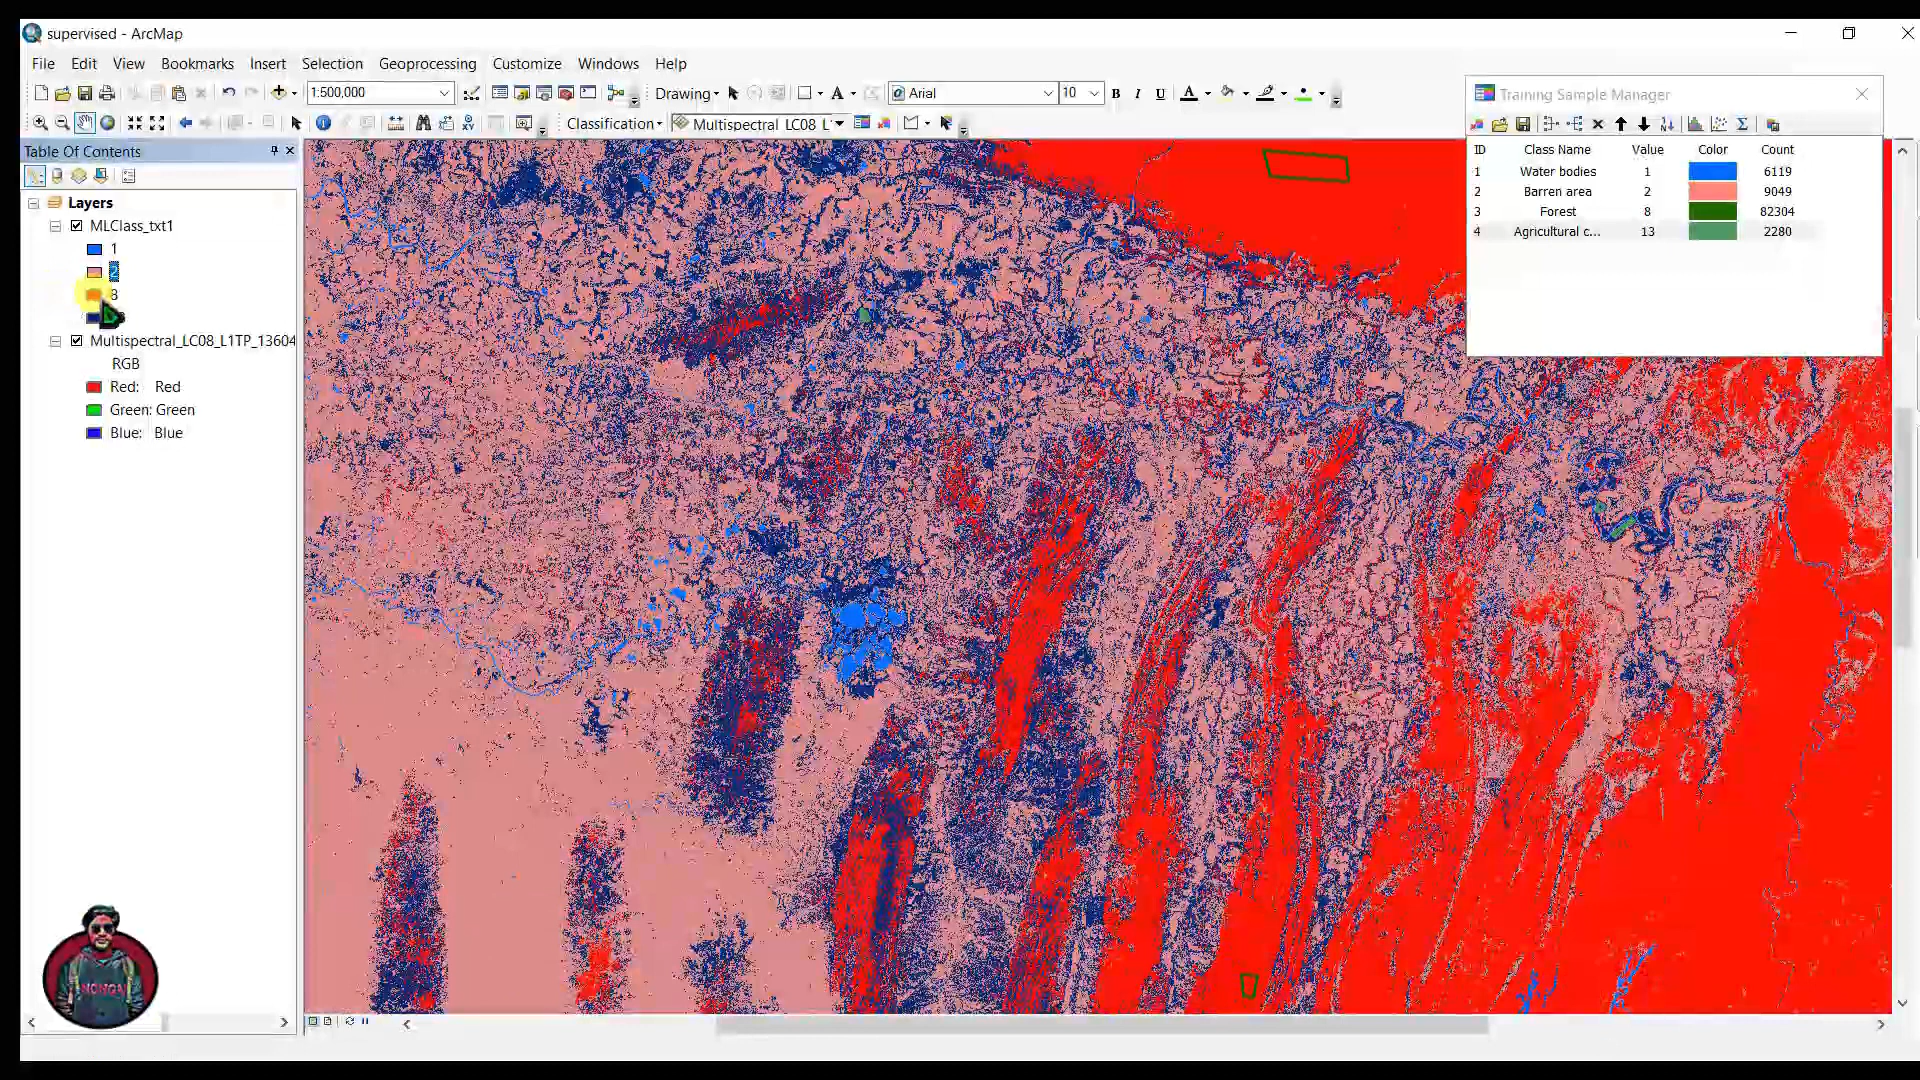 supervised - ArcMap
File Edit View Bookmarks Insert Selection Geoprocessing Customize Windows Help
1:500,000 Drawing Arial 10 B I U A
Classification Multispectral LC08 L
Training Sample Manager
ID Class Name Value Color Count
1 Water bodies 1 6119
2 Barren area 2 9049
3 Forest 8 82304
4 Agricultural c... 13 2280
Table Of Contents
Layers
MLClass_txt1
1
2
8
Multispectral_LC08_L1TP_13604
RGB
Red: Red
Green: Green
Blue: Blue